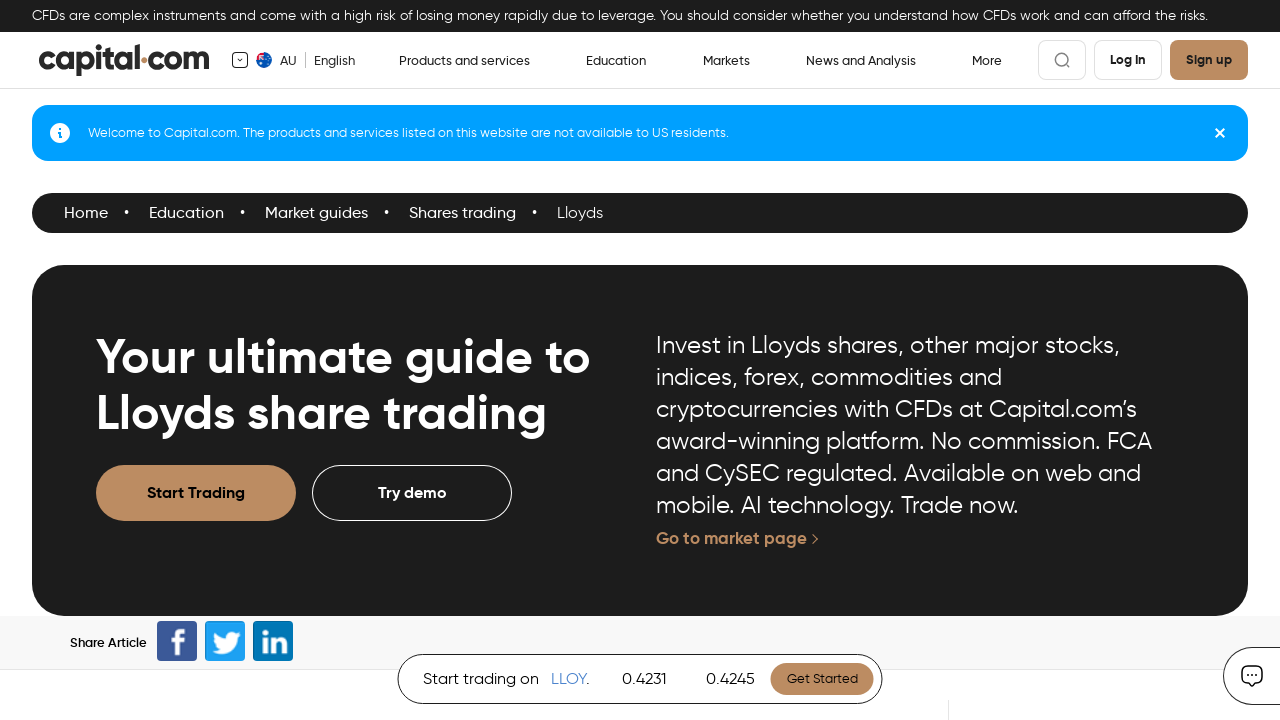 CFDs are complex instruments and come with a high risk of losing money rapidly due to leverage. You should consider whether you understand how CFDs work and can afford the risks.
capital.com
AU English Products and services Education Markets News and Analysis More Log In Sign up
Welcome to Capital.com. The products and services listed on this website are not available to US residents.
Home • Education • Market guides • Shares trading • Lloyds
Your ultimate guide to
Lloyds share trading
Start Trading Try demo
Invest in Lloyds shares, other major stocks,
indices, forex, commodities and
cryptocurrencies with CFDs at Capital.com’s
award-winning platform. No commission. FCA
and CySEC regulated. Available on web and
mobile. AI technology. Trade now.
Go to market page
Share Article
Start trading on LLOY. 0.4231 0.4245 Get Started